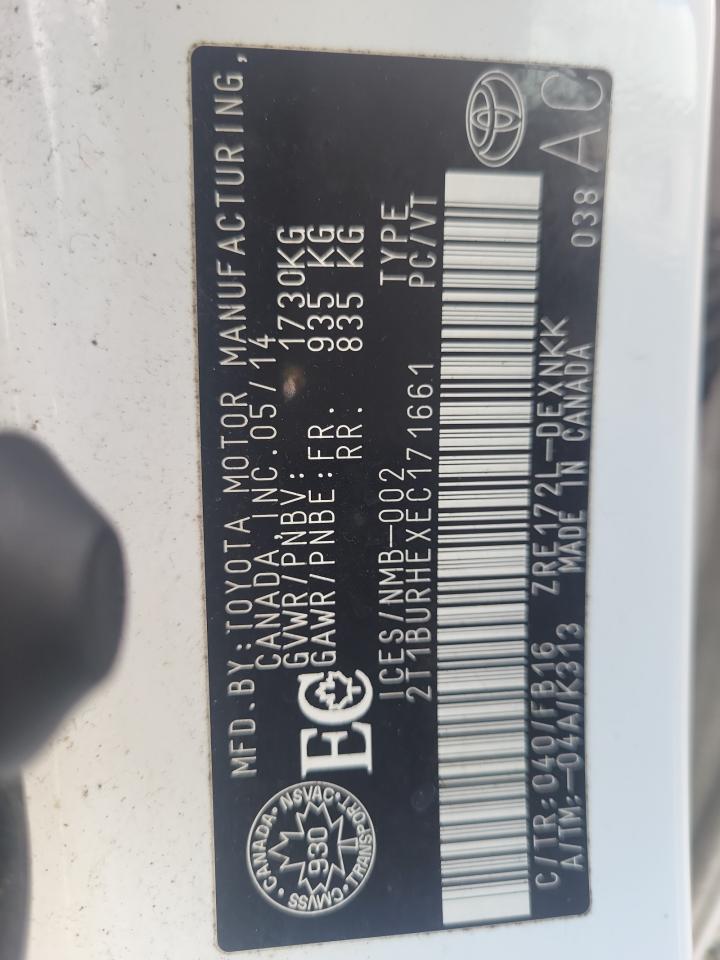 MFD.BY:TOYOTA MOTOR MANUFACTURING,
CANADA,INC.05/14
GVWR/PNBV: 1730KG
GAWR/PNBE:FR. 935 KG
RR. 835 KG
EC
CANADA·NSVAC·TRANSPORT·CMVSS·
930
ICES/NMB-002 TYPE
2T1BURHEXEC171661 PC/VT
C/TR:040/FB16 ZRE172L-DEXNKK 038 AC
A/TM:-04A/K313 MADE IN CANADA